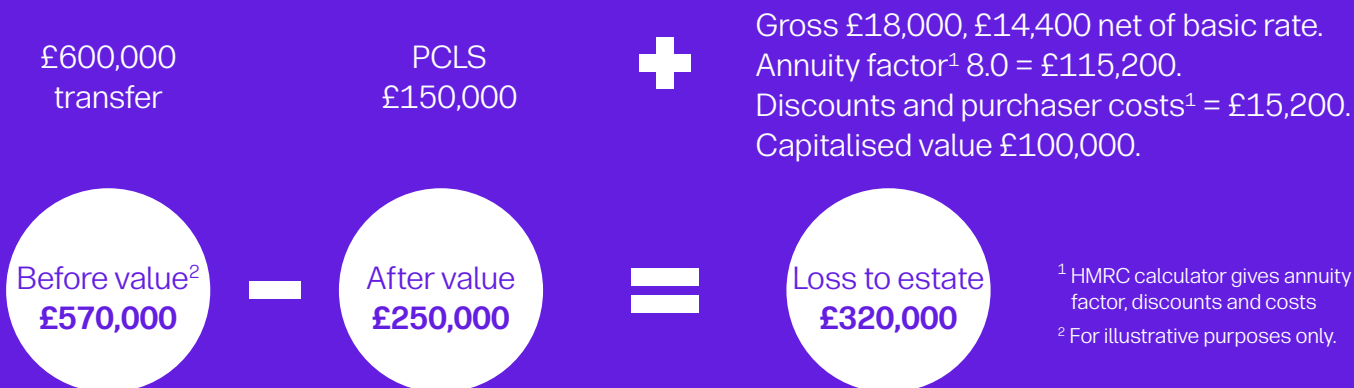 £600,000
transfer
PCLS
£150,000
+
Gross £18,000, £14,400 net of basic rate.
Annuity factor¹ 8.0 = £115,200.
Discounts and purchaser costs¹ = £15,200.
Capitalised value £100,000.
Before value²
£570,000
−
After value
£250,000
=
Loss to estate
£320,000
¹ HMRC calculator gives annuity
factor, discounts and costs
² For illustrative purposes only.